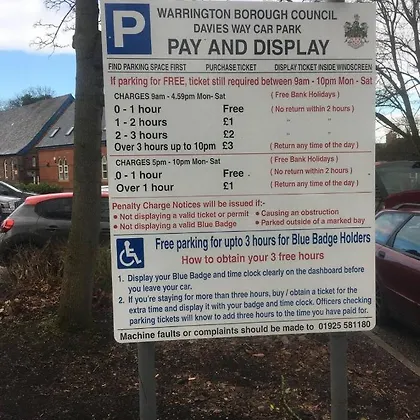 P
WARRINGTON BOROUGH COUNCIL
DAVIES WAY CAR PARK
PAY AND DISPLAY
FIND PARKING SPACE FIRST PURCHASE TICKET DISPLAY TICKET INSIDE WINDSCREEN
If parking for FREE, ticket still required between 9am - 10pm Mon - Sat
CHARGES 9am - 4.59pm Mon- Sat ( Free Bank Holidays )
0 - 1 hour Free ( No return within 2 hours )
1 - 2 hours £1 " "
2 - 3 hours £2 " "
Over 3 hours up to 10pm £3 ( Return any time of the day )
CHARGES 5pm - 10pm Mon- Sat ( Free Bank Holidays )
0 - 1 hour Free ( No return within 2 hours )
Over 1 hour £1 ( Return any time of the day )
Penalty Charge Notices will be issued if :-
• Not displaying a valid ticket or permit • Causing an obstruction
• Not displaying a valid Blue Badge • Parked outside of a marked bay
Free parking for upto 3 hours for Blue Badge Holders
How to obtain your 3 free hours
1. Display your Blue Badge and time clock clearly on the dashboard before
you leave your car.
2. If you're staying for more than three hours, buy / obtain a ticket for the
extra time and display it with your badge and time clock. Officers checking
parking tickets will know to add three hours to the time you have paid for.
Machine faults or complaints should be made to 01925 581180